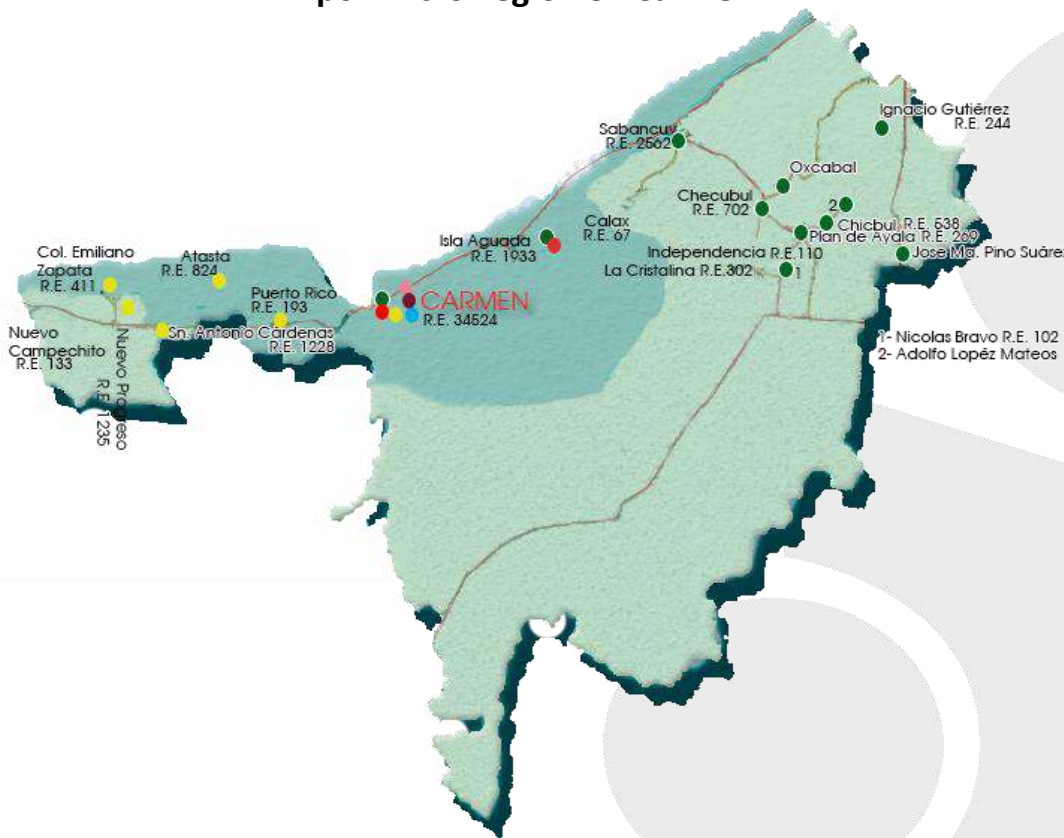 Ignacio Gutiérrez
R.E. 244
Sabancuy
R.E. 2562
Oxcabal
Checubul
R.E. 702
2
Calax
R.E. 67
Chicbul R.E. 538
Plan de Ayala R.E. 269
Isla Aguada
R.E. 1933
Independencia R.E.110
La Cristalina R.E.302
1
Jose Ma. Pino Suárez
Col. Emiliano
Zapata
R.E. 411
Atasta
R.E. 824
Puerto Rico
R.E. 193
CARMEN
R.E. 34524
Nuevo
Campechito
R.E. 133
Sn. Antonio Cárdenas
R.E. 1228
Nuevo Progreso
R.E. 1235
1- Nicolas Bravo R.E. 102
2- Adolfo Lopéz Mateos